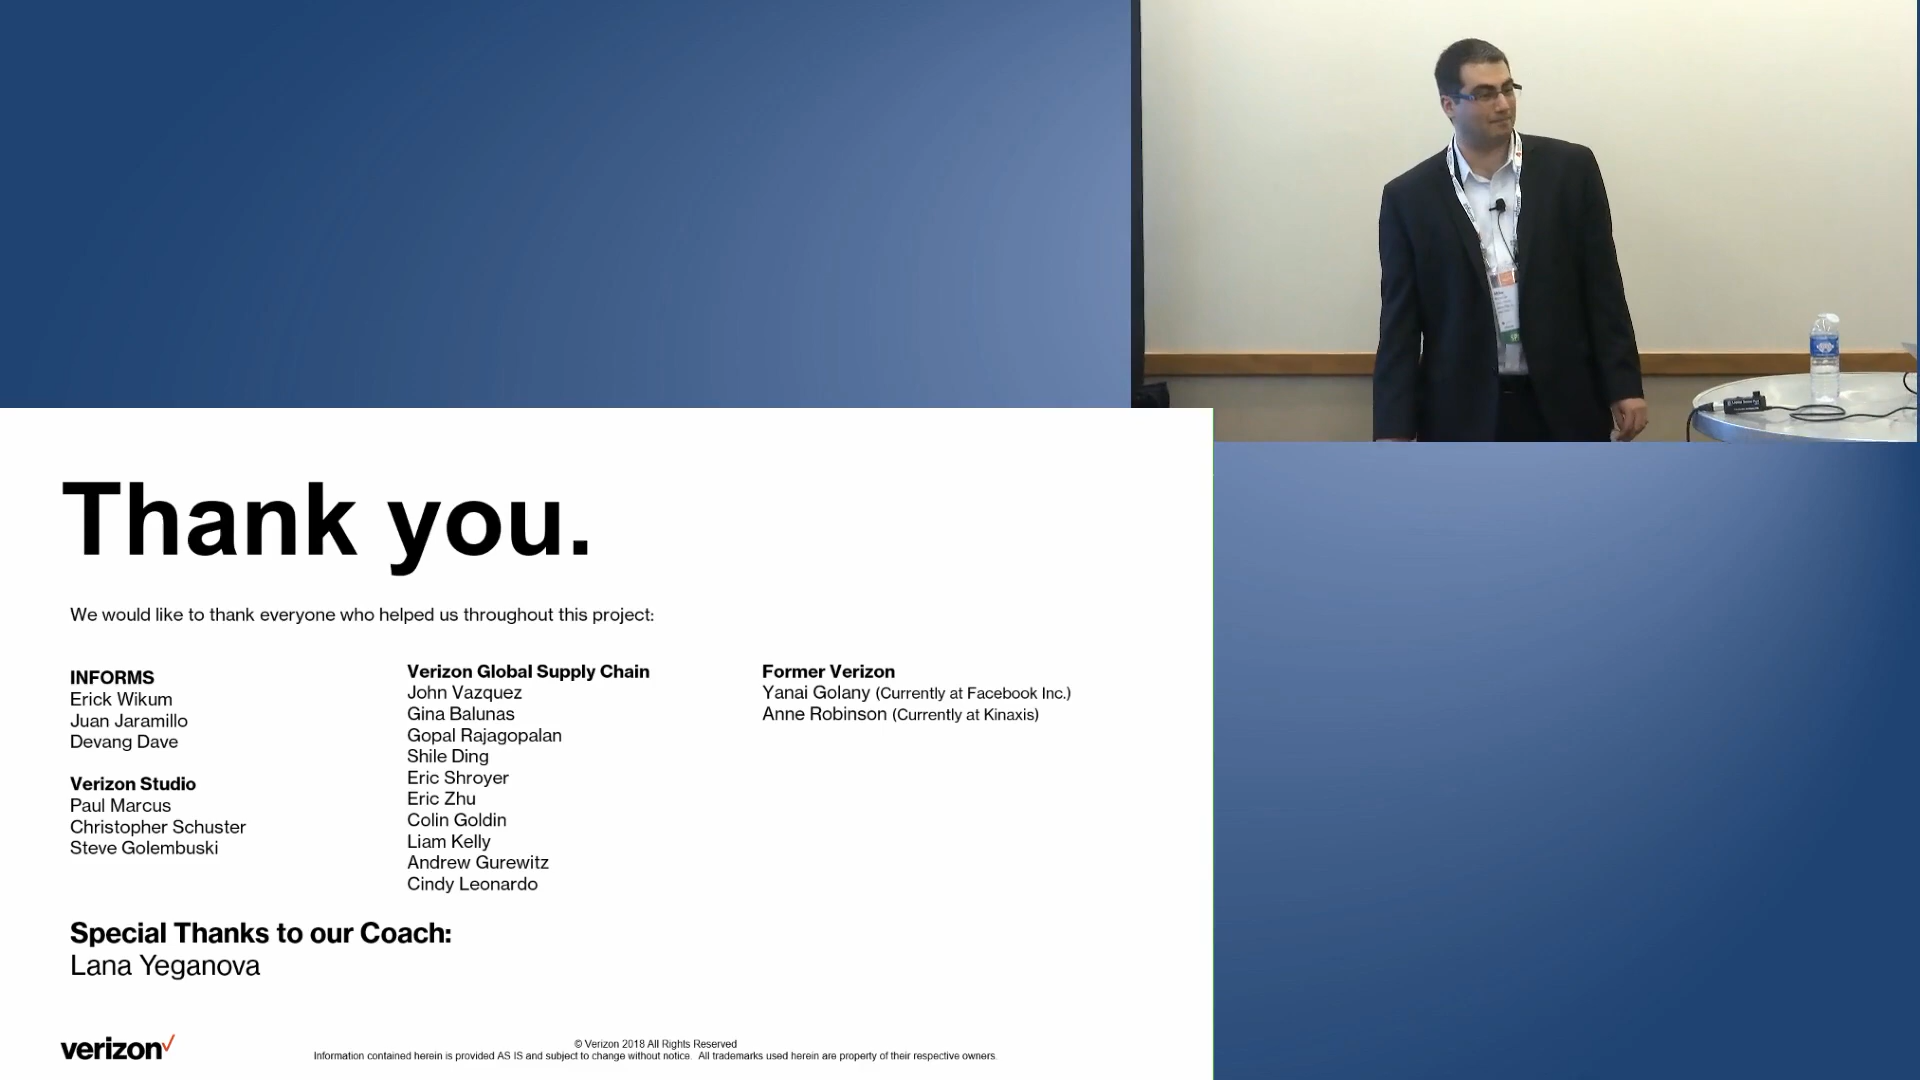 Thank you.
We would like to thank everyone who helped us throughout this project:
INFORMS
Erick Wikum
Juan Jaramillo
Devang Dave
Verizon Studio
Paul Marcus
Christopher Schuster
Steve Golembuski
Verizon Global Supply Chain
John Vazquez
Gina Balunas
Gopal Rajagopalan
Shile Ding
Eric Shroyer
Eric Zhu
Colin Goldin
Liam Kelly
Andrew Gurewitz
Cindy Leonardo
Former Verizon
Yanai Golany (Currently at Facebook Inc.)
Anne Robinson (Currently at Kinaxis)
Special Thanks to our Coach:
Lana Yeganova
verizon✓
© Verizon 2018 All Rights Reserved
Information contained herein is provided AS IS and subject to change without notice. All trademarks used herein are property of their respective owners.